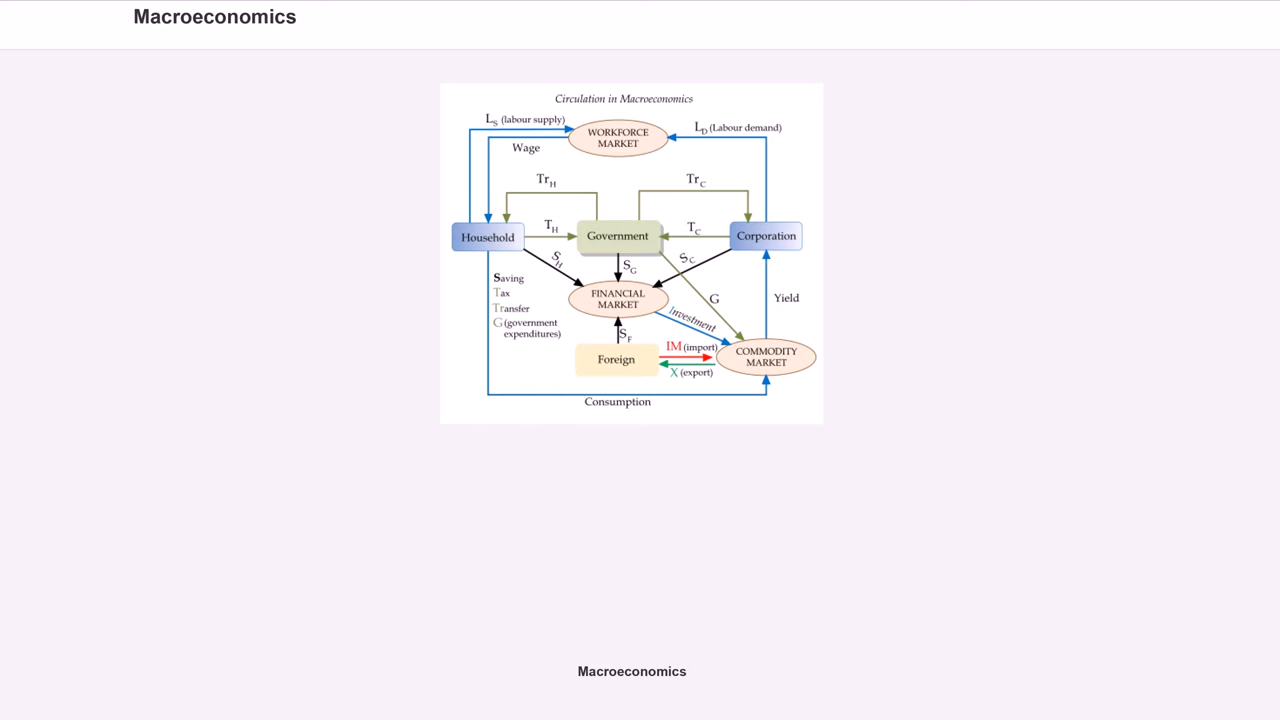 Macroeconomics
Circulation in Macroeconomics
LS (labour supply)
WORKFORCE
MARKET
LD (Labour demand)
Wage
TrH
TrC
Household
TH
Government
TC
Corporation
SH
SG
SC
Saving
Tax
Transfer
G (government
expenditures)
FINANCIAL
MARKET
G
Yield
Investment
SF
Foreign
IM (import)
X (export)
COMMODITY
MARKET
Consumption
Macroeconomics